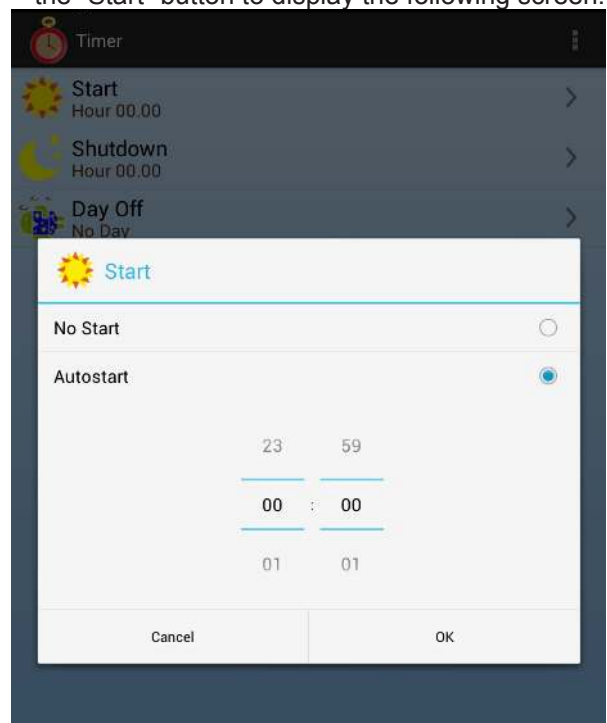 the "Start" button to display the following screen:
Timer
Start
Hour 00.00
Shutdown
Hour 00.00
Day Off
No Day
Start
No Start
Autostart
23 59
00 : 00
01 01
Cancel OK